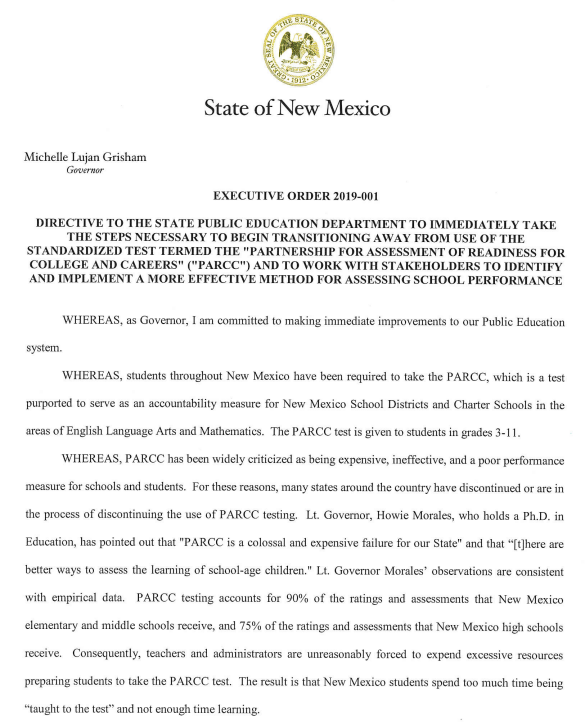 GREAT SEAL OF THE STATE OF NEW MEXICO
·1912·
State of New Mexico
Michelle Lujan Grisham
Governor
EXECUTIVE ORDER 2019-001
DIRECTIVE TO THE STATE PUBLIC EDUCATION DEPARTMENT TO IMMEDIATELY TAKE
THE STEPS NECESSARY TO BEGIN TRANSITIONING AWAY FROM USE OF THE
STANDARDIZED TEST TERMED THE "PARTNERSHIP FOR ASSESSMENT OF READINESS FOR
COLLEGE AND CAREERS" ("PARCC") AND TO WORK WITH STAKEHOLDERS TO IDENTIFY
AND IMPLEMENT A MORE EFFECTIVE METHOD FOR ASSESSING SCHOOL PERFORMANCE
WHEREAS, as Governor, I am committed to making immediate improvements to our Public Education
system.
WHEREAS, students throughout New Mexico have been required to take the PARCC, which is a test
purported to serve as an accountability measure for New Mexico School Districts and Charter Schools in the
areas of English Language Arts and Mathematics. The PARCC test is given to students in grades 3-11.
WHEREAS, PARCC has been widely criticized as being expensive, ineffective, and a poor performance
measure for schools and students. For these reasons, many states around the country have discontinued or are in
the process of discontinuing the use of PARCC testing. Lt. Governor, Howie Morales, who holds a Ph.D. in
Education, has pointed out that "PARCC is a colossal and expensive failure for our State" and that “[t]here are
better ways to assess the learning of school-age children." Lt. Governor Morales’ observations are consistent
with empirical data. PARCC testing accounts for 90% of the ratings and assessments that New Mexico
elementary and middle schools receive, and 75% of the ratings and assessments that New Mexico high schools
receive. Consequently, teachers and administrators are unreasonably forced to expend excessive resources
preparing students to take the PARCC test. The result is that New Mexico students spend too much time being
“taught to the test” and not enough time learning.